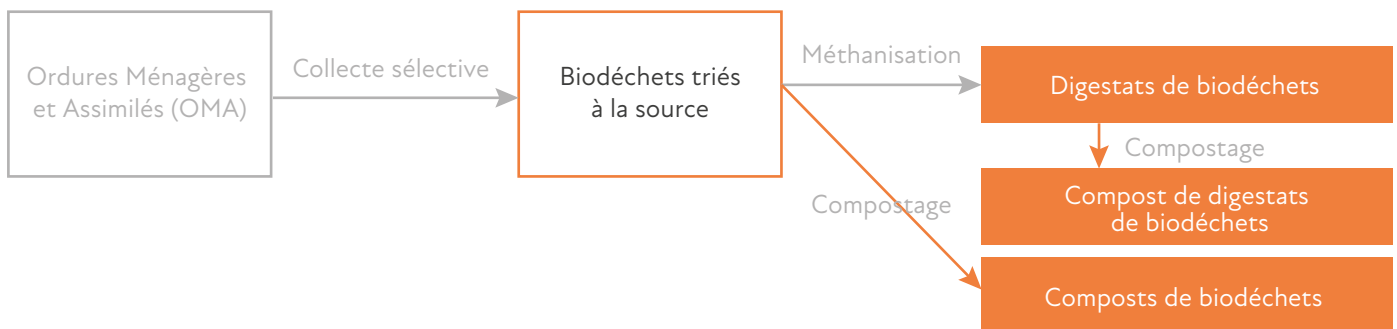 Ordures Ménagères
et Assimilés (OMA)
Collecte sélective
Biodéchets triés
à la source
Méthanisation
Digestats de biodéchets
Compostage
Compost de digestats
de biodéchets
Compostage
Composts de biodéchets